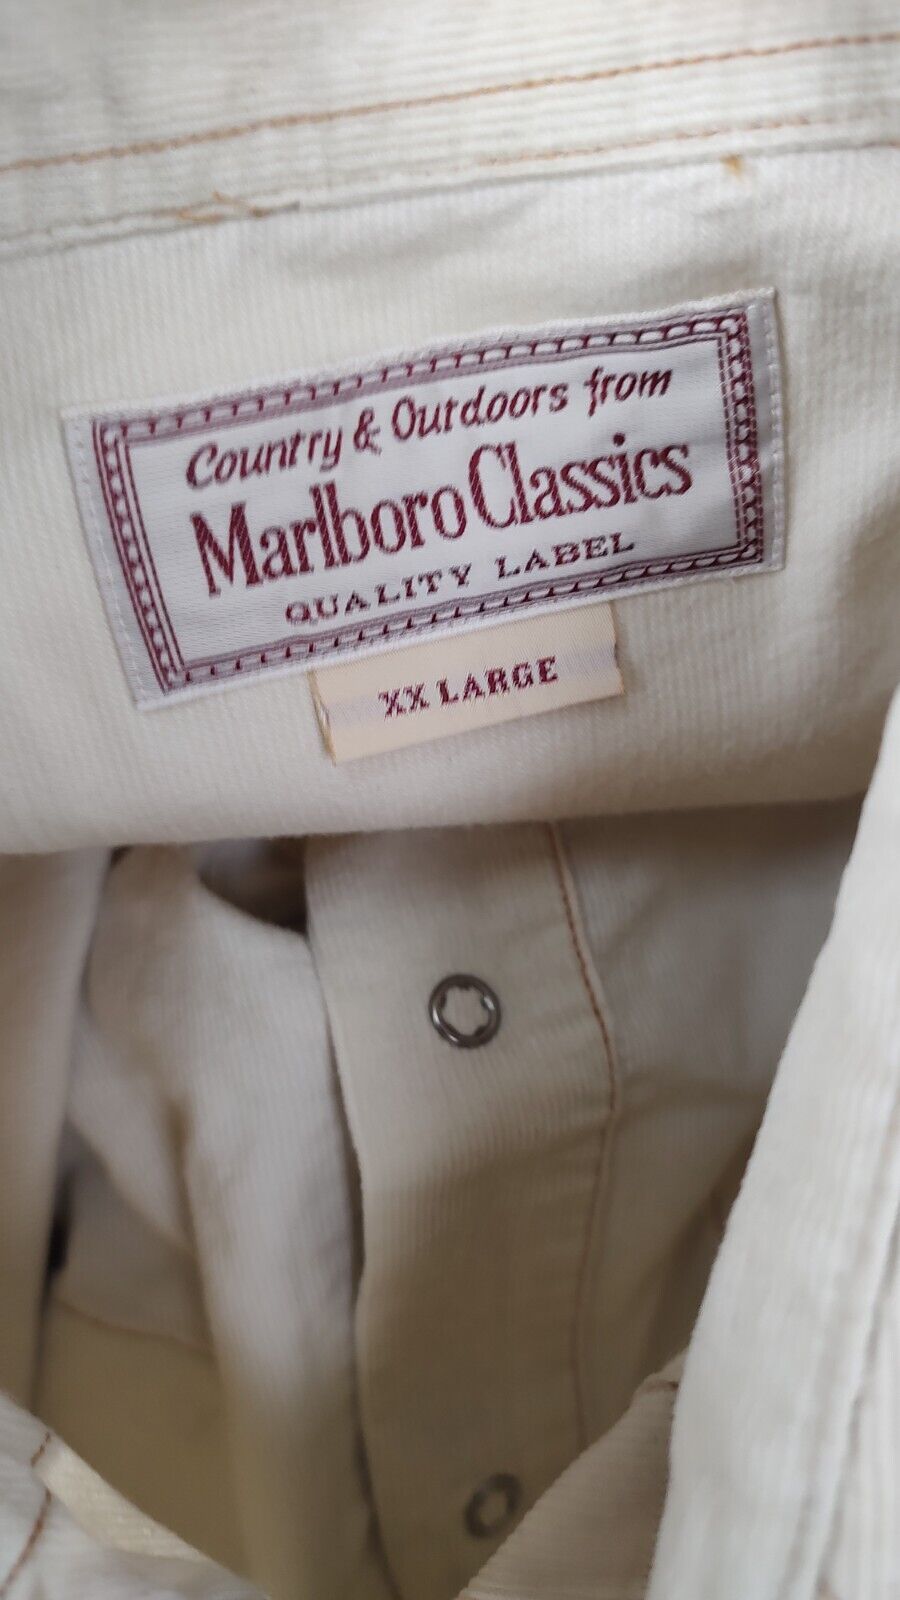 Country & Outdoors from
Marlboro Classics
QUALITY LABEL
XX LARGE